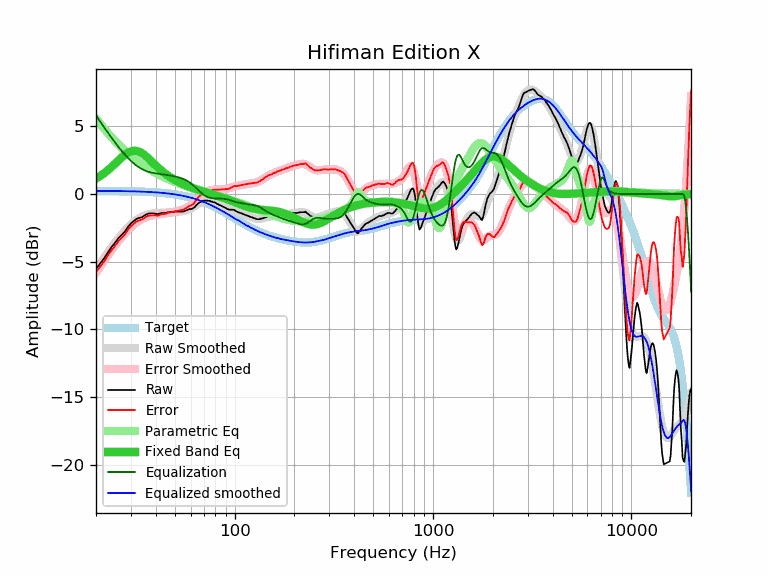 Hifiman Edition X
Amplitude (dBr)
5
0
−5
−10
−15
−20
Target
Raw Smoothed
Error Smoothed
Raw
Error
Parametric Eq
Fixed Band Eq
Equalization
Equalized smoothed
100
1000
10000
Frequency (Hz)